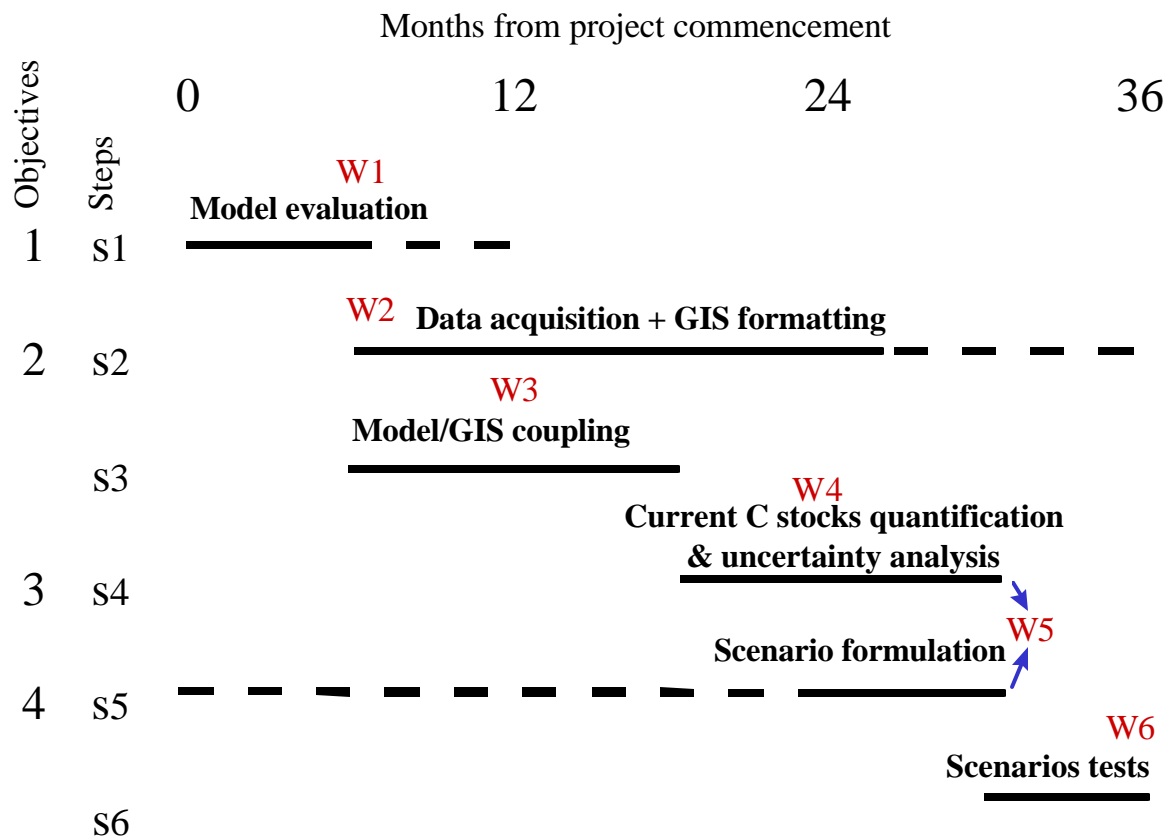 Months from project commencement
Objectives
Steps
0 12 24 36
W1
Model evaluation
1 s1
W2 Data acquisition + GIS formatting
2 s2
W3
Model/GIS coupling
s3
W4
Current C stocks quantification
& uncertainty analysis
3 s4
W5
Scenario formulation
4 s5
W6
Scenarios tests
s6